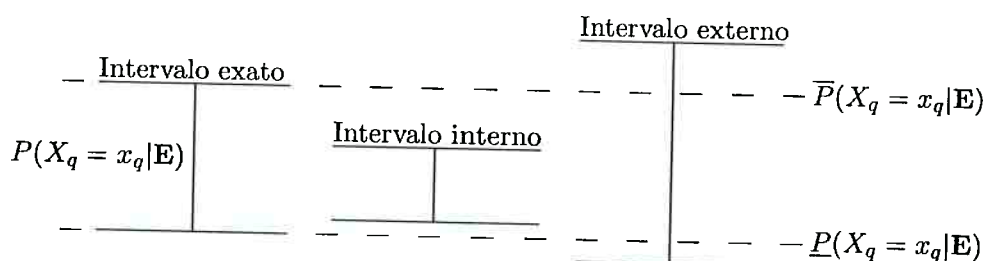 Intervalo externo
Intervalo exato
P̅(X_q = x_q|E)
Intervalo interno
P(X_q = x_q|E)
P̲(X_q = x_q|E)